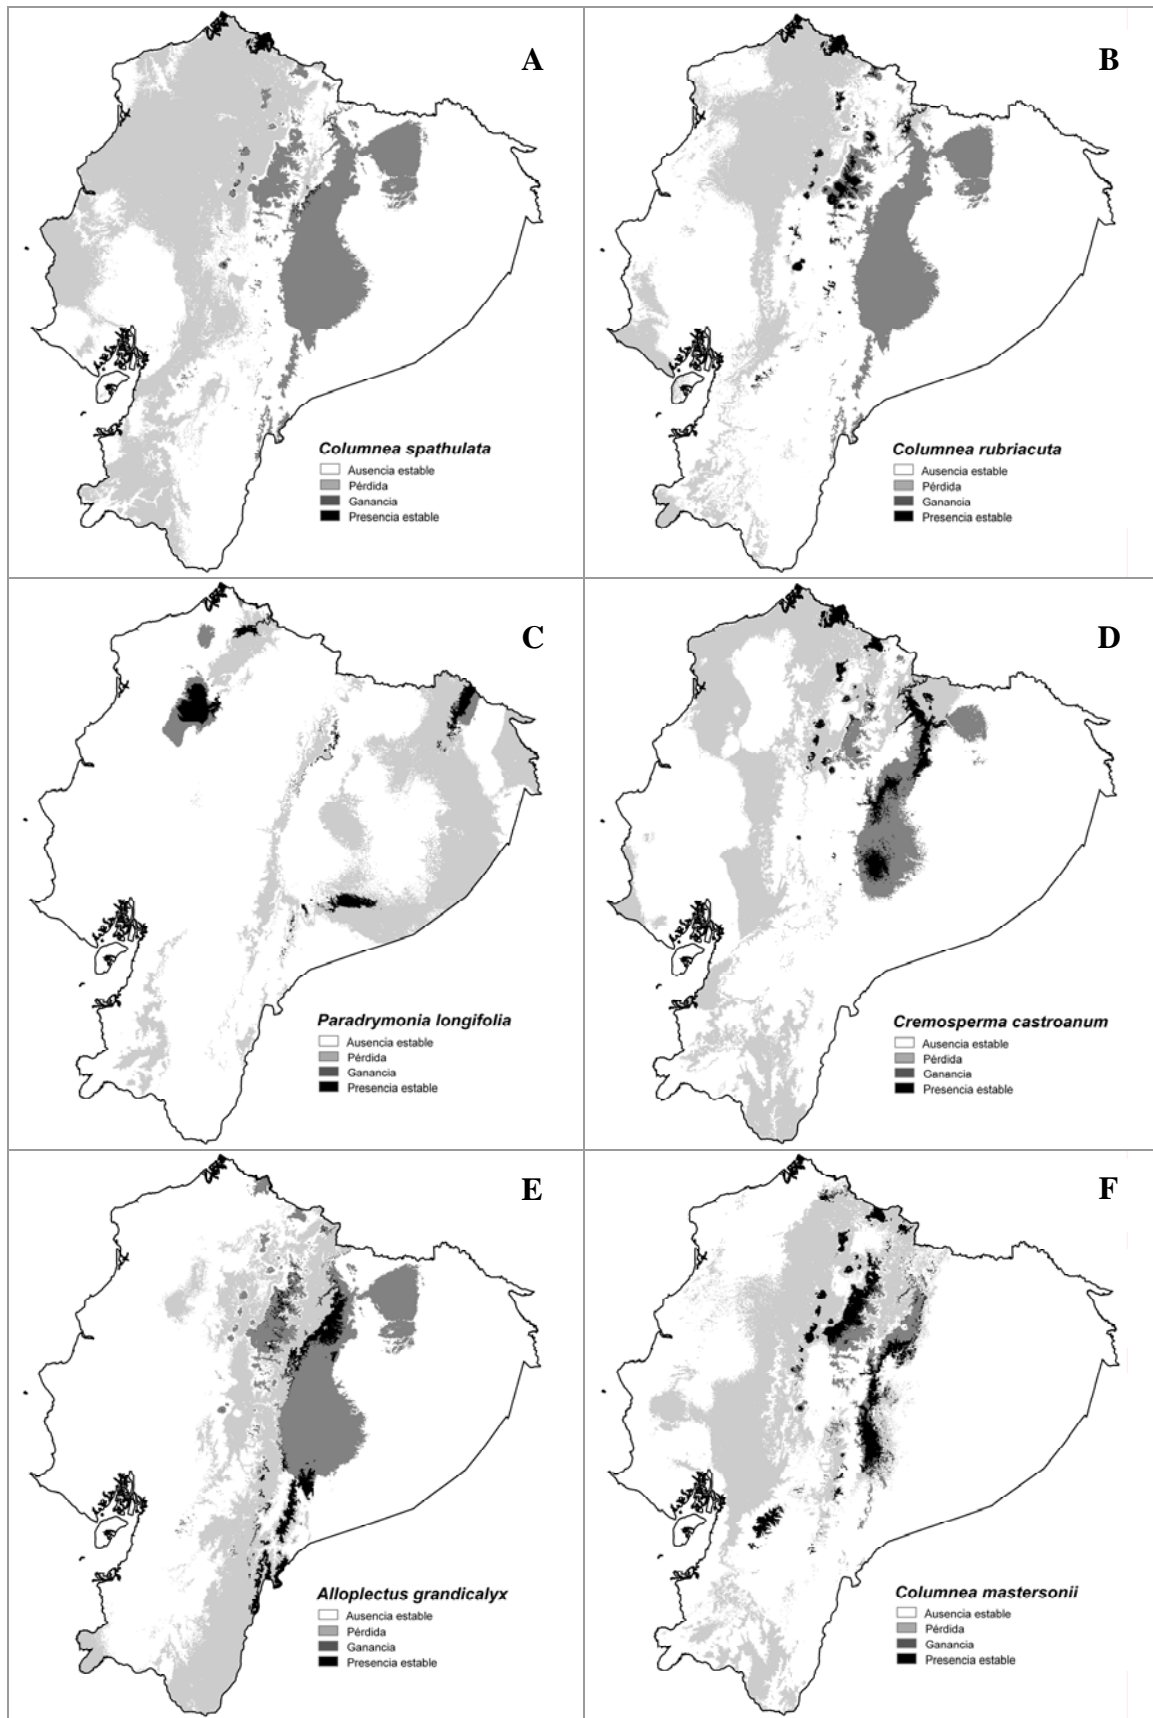 A
Columnea spathulata
Ausencia estable
Pérdida
Ganancia
Presencia estable
B
Columnea rubriacuta
Ausencia estable
Pérdida
Ganancia
Presencia estable
C
Paradrymonia longifolia
Ausencia estable
Pérdida
Ganancia
Presencia estable
D
Cremosperma castroanum
Ausencia estable
Pérdida
Ganancia
Presencia estable
E
Alloplectus grandicalyx
Ausencia estable
Pérdida
Ganancia
Presencia estable
F
Columnea mastersonii
Ausencia estable
Pérdida
Ganancia
Presencia estable